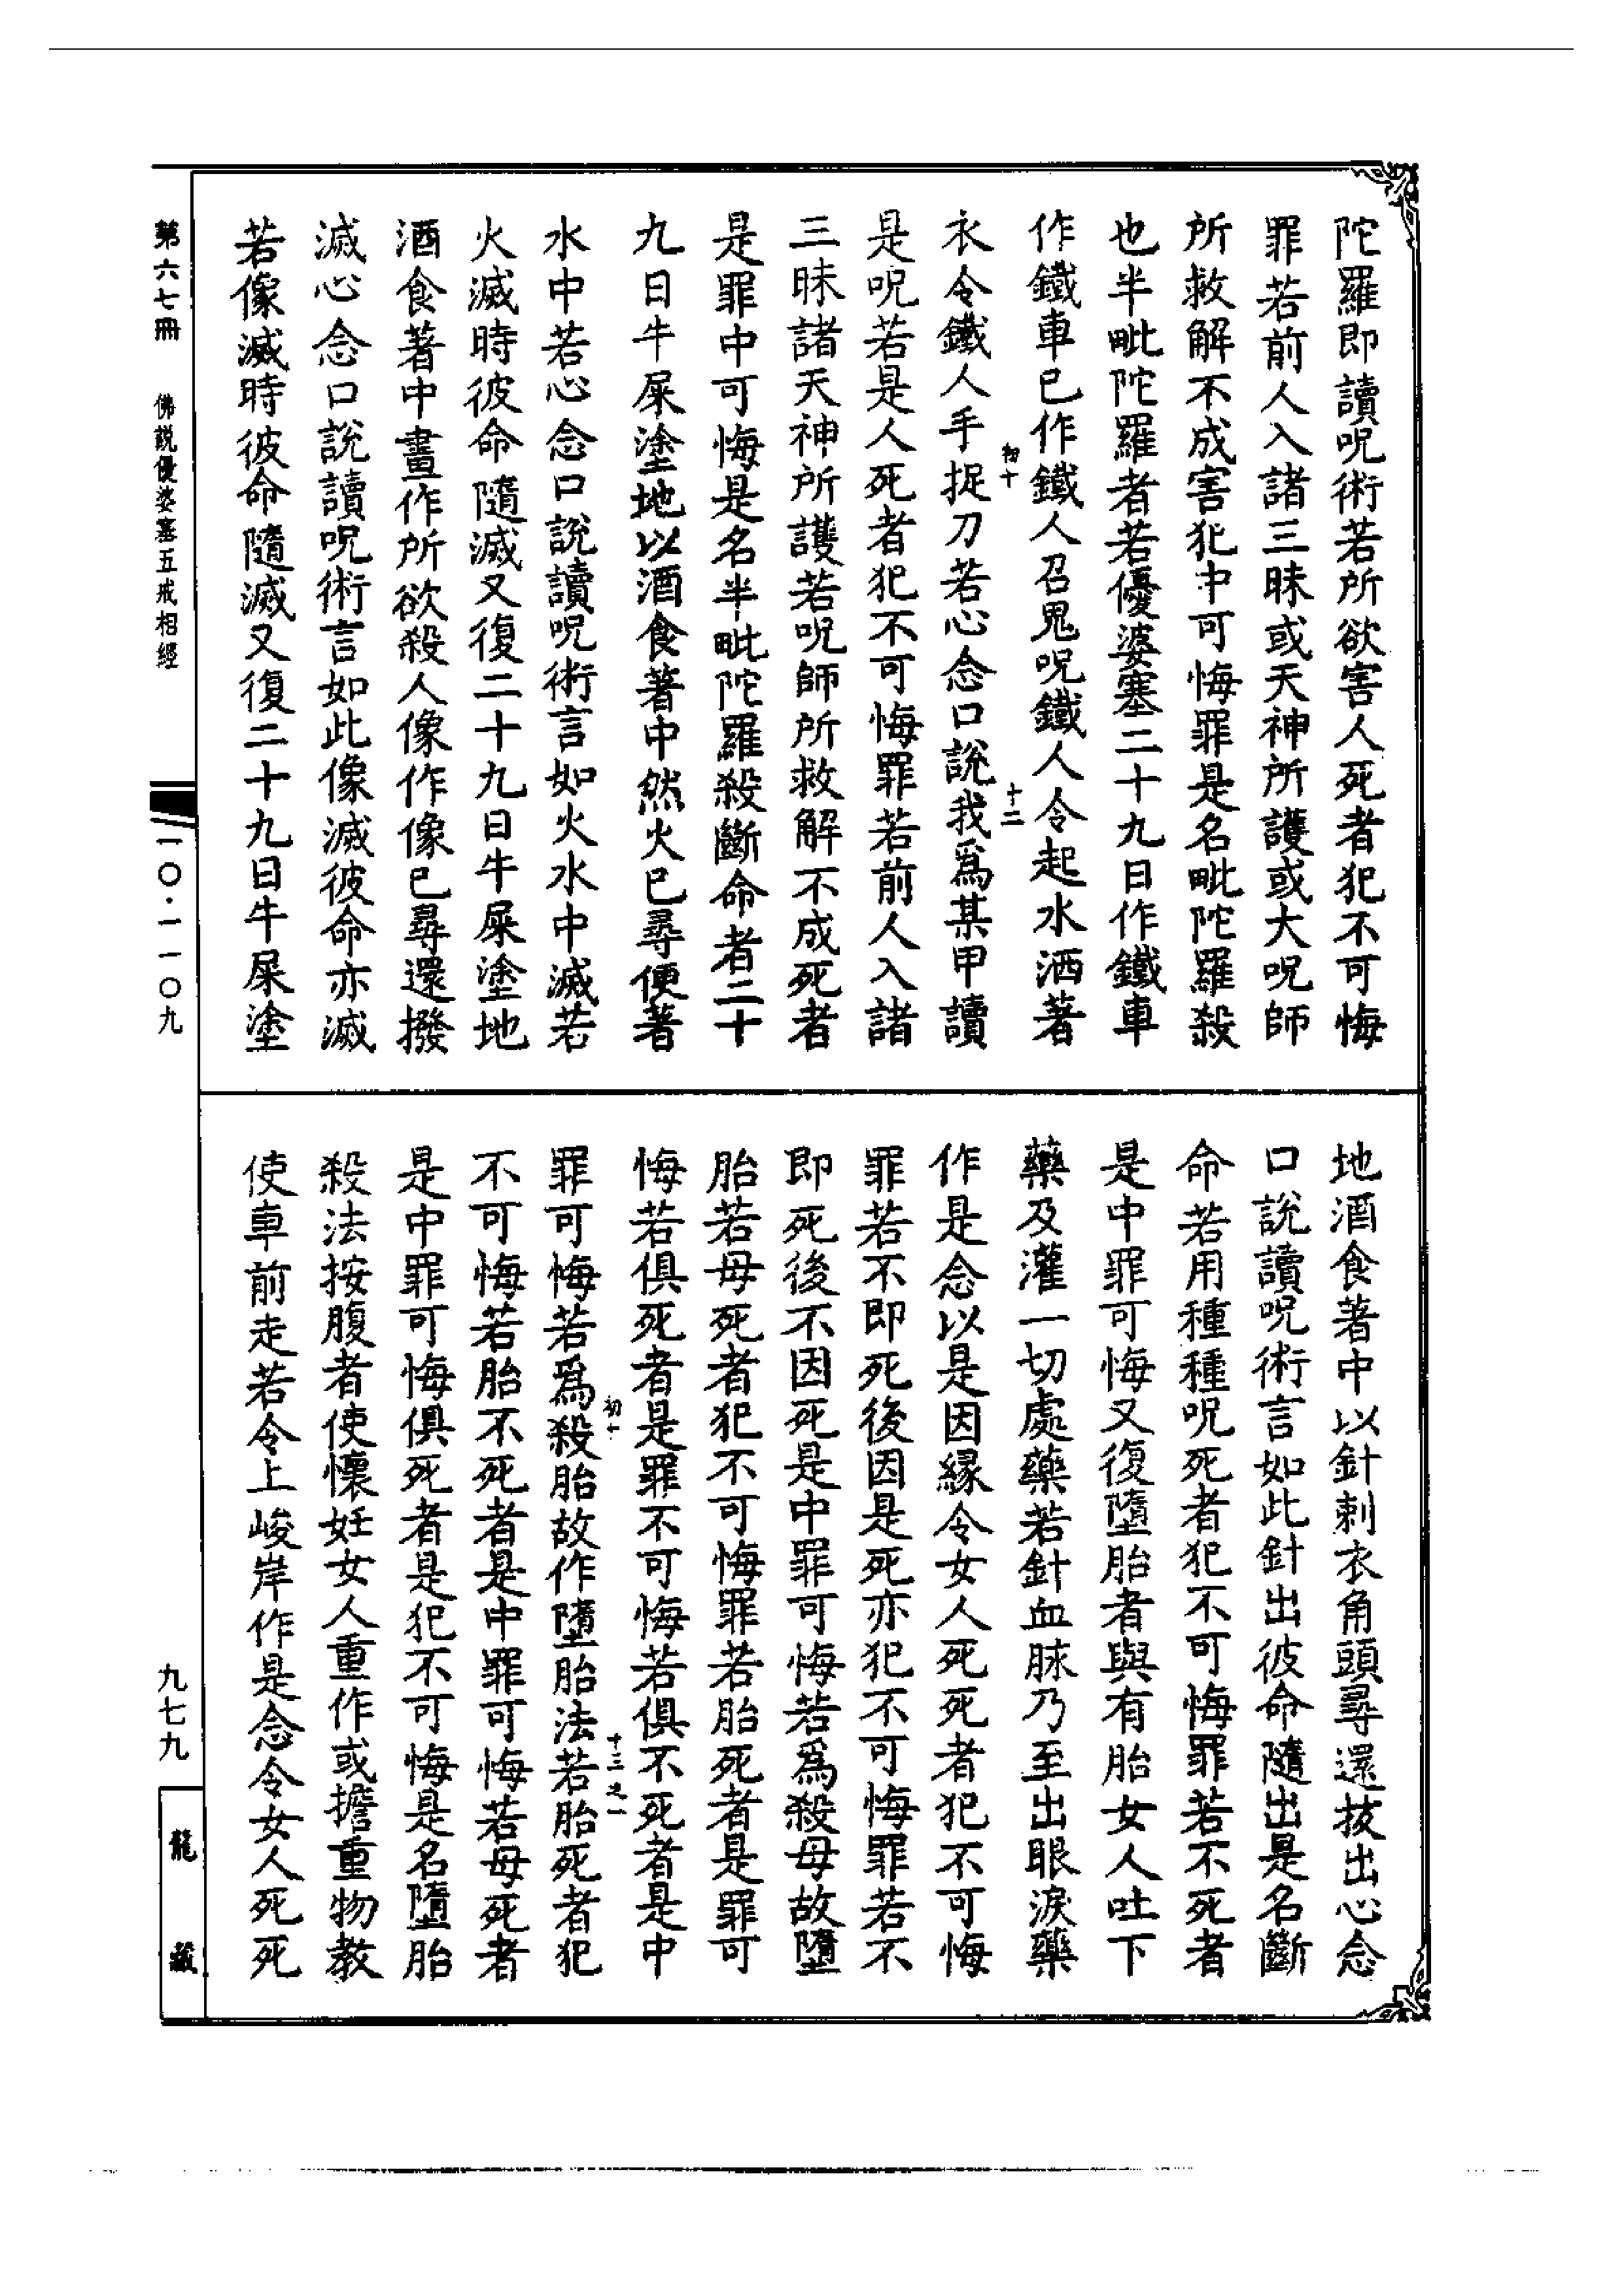 陀羅即讀呪術若所欲害人死者犯不可悔
罪若前人入諸三昧或天神所護或大呪師
所救解不成害犯中可悔罪是名毗陀羅殺
也半毗陀羅者若優婆塞二十九日作鐵車
作鐵車已作鐵人召鬼呪鐵人令起水洒著
初十
十二
衣令鐵人手捉刀若心念口說我爲某甲讀
是呪若是人死者犯不可悔罪若前人入諸
三昧諸天神所護若呪師所救解不成死者
是罪中可悔是名半毗陀羅殺斷命者二十
九日牛屎塗地以酒食著中然火已尋便著
水中若心念口說讀呪術言如火水中滅若
火滅時彼命隨滅又復二十九日牛屎塗地
酒食著中畫作所欲殺人像作像已尋還撥
滅心念口說讀呪術言如此像滅彼命亦滅
若像滅時彼命隨滅又復二十九日牛屎塗
地酒食著中以針刺衣角頭尋還拔出心念
口說讀呪術言如此針出彼命隨出是名斷
命若用種種呪死者犯不可悔罪若不死者
是中罪可悔又復墮胎者與有胎女人吐下
藥及灌一切處藥若針血脉乃至出眼淚藥
作是念以是因緣令女人死死者犯不可悔
罪若不即死後因是死亦犯不可悔罪若不
即死後不因死是中罪可悔若爲殺母故墮
胎若母死者犯不可悔罪若胎死者是罪可
悔若俱死者是罪不可悔若俱不死者是中
初十
十三之一
罪可悔若爲殺胎故作墮胎法若胎死者犯
不可悔若胎不死者是中罪可悔若母死者
是中罪可悔俱死者是犯不可悔是名墮胎
殺法按腹者使懷妊女人重作或擔重物教
使車前走若令上峻岸作是念令女人死死
第六七冊
佛説優婆塞五戒相經
一〇·一一〇九
九七九
龍藏